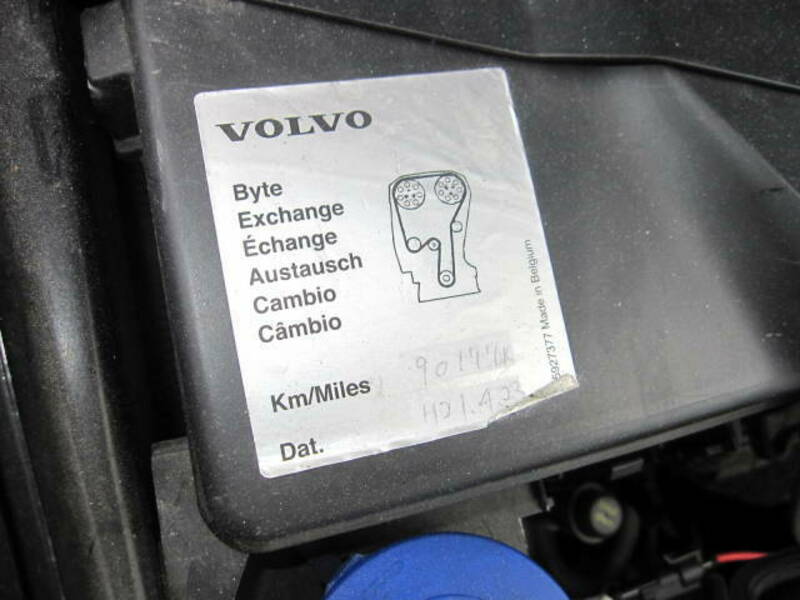 VOLVO
Byte
Exchange
Échange
Austausch
Cambio
Câmbio
Km/Miles
Dat.
Made in Belgium